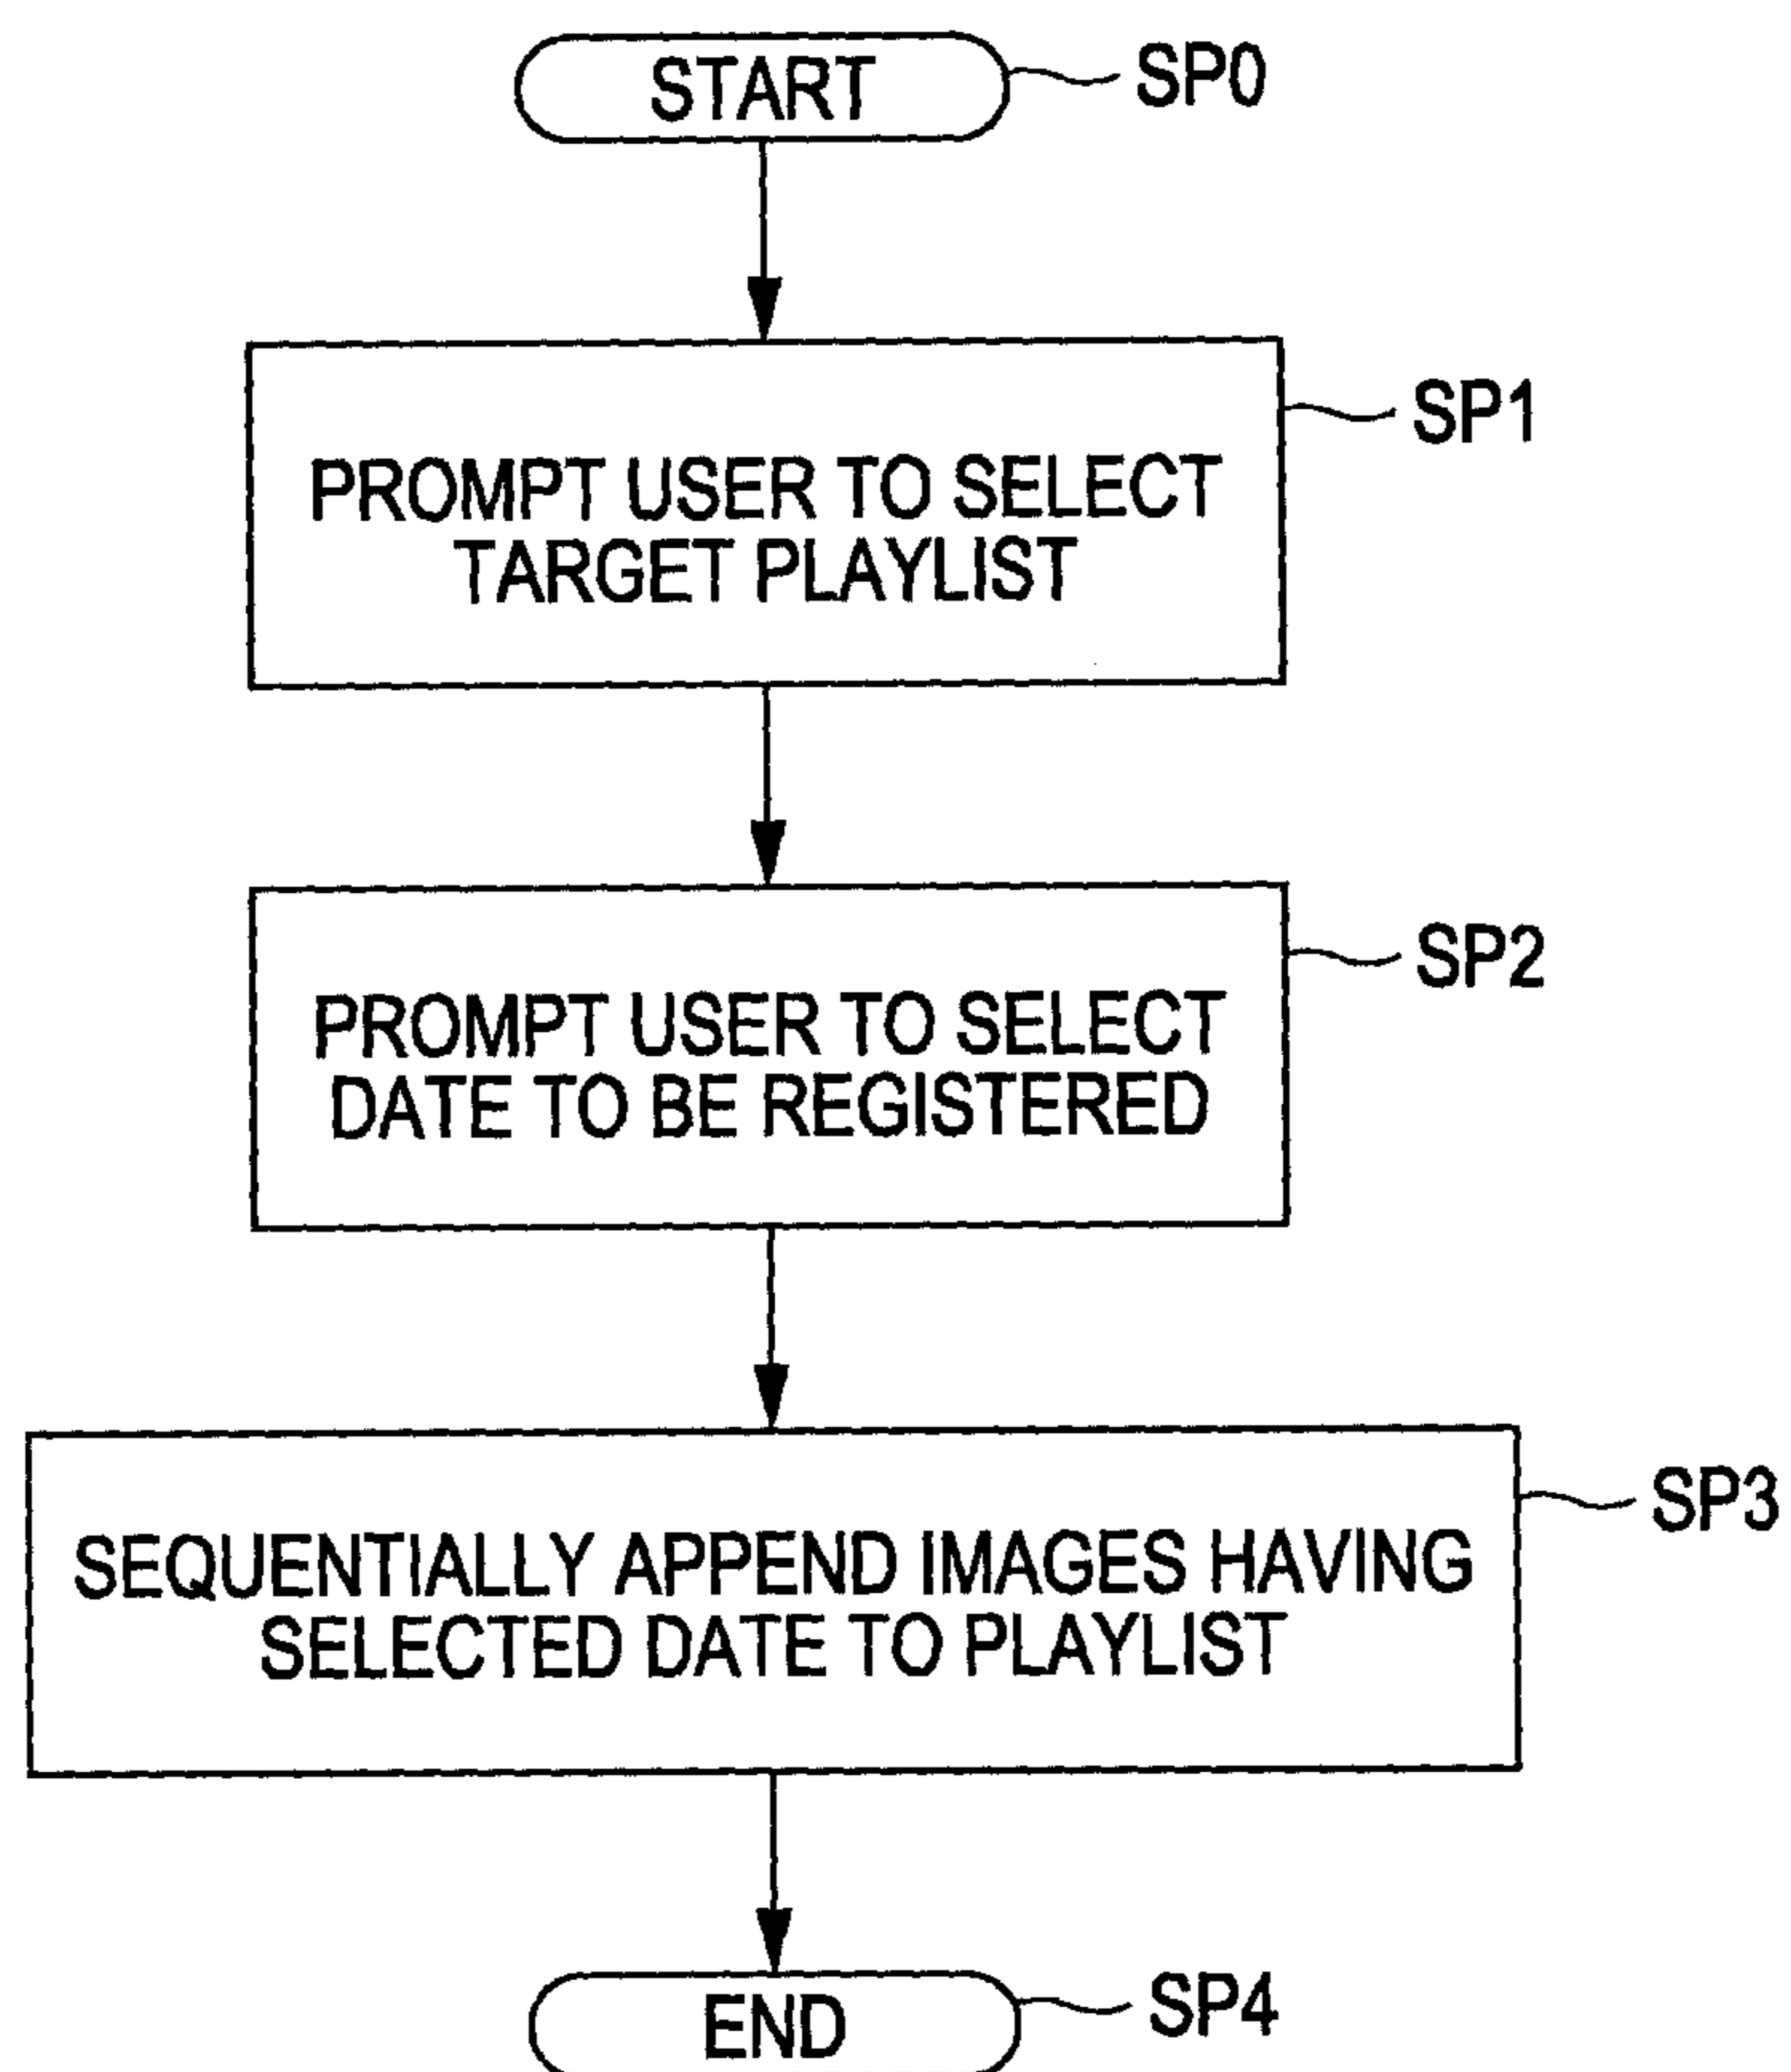 START
SP0
SP1
PROMPT USER TO SELECT
TARGET PLAYLIST
SP2
PROMPT USER TO SELECT
DATE TO BE REGISTERED
SP3
SEQUENTIALLY APPEND IMAGES HAVING
SELECTED DATE TO PLAYLIST
END
SP4